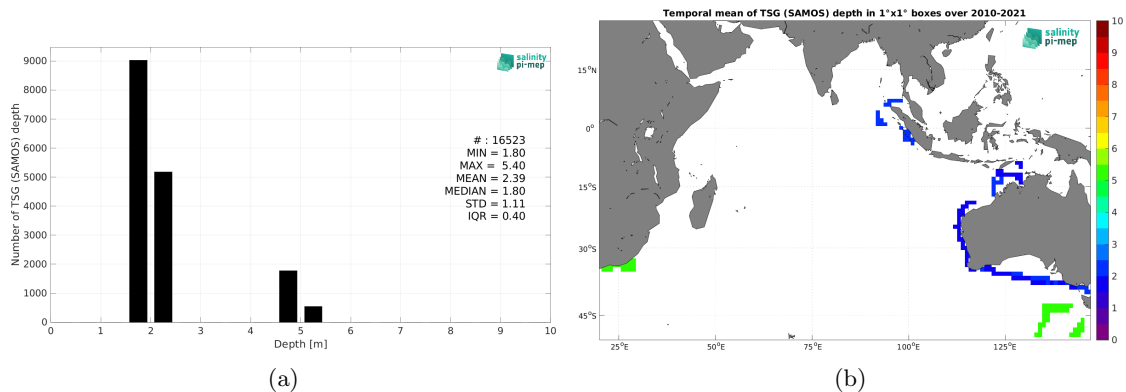 9000
8000
7000
6000
5000
4000
3000
2000
1000
0
Number of TSG (SAMOS) depth
0 1 2 3 4 5 6 7 8 9 10
Depth [m]
salinity
pi-mep
# : 16523
MIN = 1.80
MAX = 5.40
MEAN = 2.39
MEDIAN = 1.80
STD = 1.11
IQR = 0.40
(a)
Temporal mean of TSG (SAMOS) depth in 1°x1° boxes over 2010-2021
salinity
pi-mep
15°N
0°
15°S
30°S
45°S
25°E 50°E 75°E 100°E 125°E
10
9
8
7
6
5
4
3
2
1
0
(b)